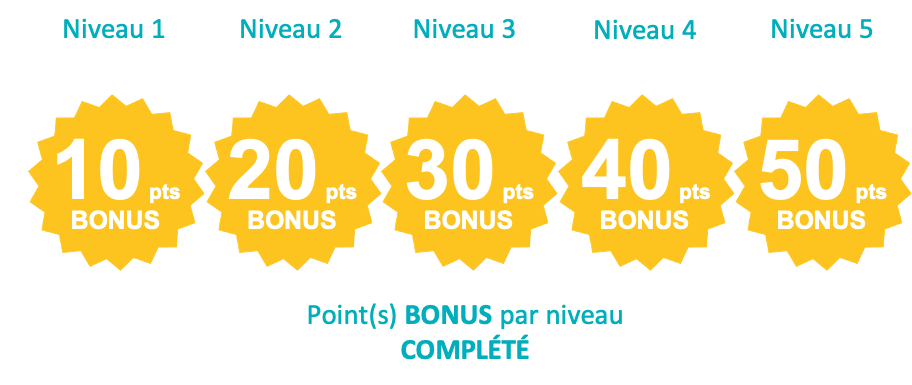 Niveau 1 Niveau 2 Niveau 3 Niveau 4 Niveau 5
10 pts 20 pts 30 pts 40 pts 50 pts
BONUS BONUS BONUS BONUS BONUS
Point(s) BONUS par niveau
COMPLÉTÉ